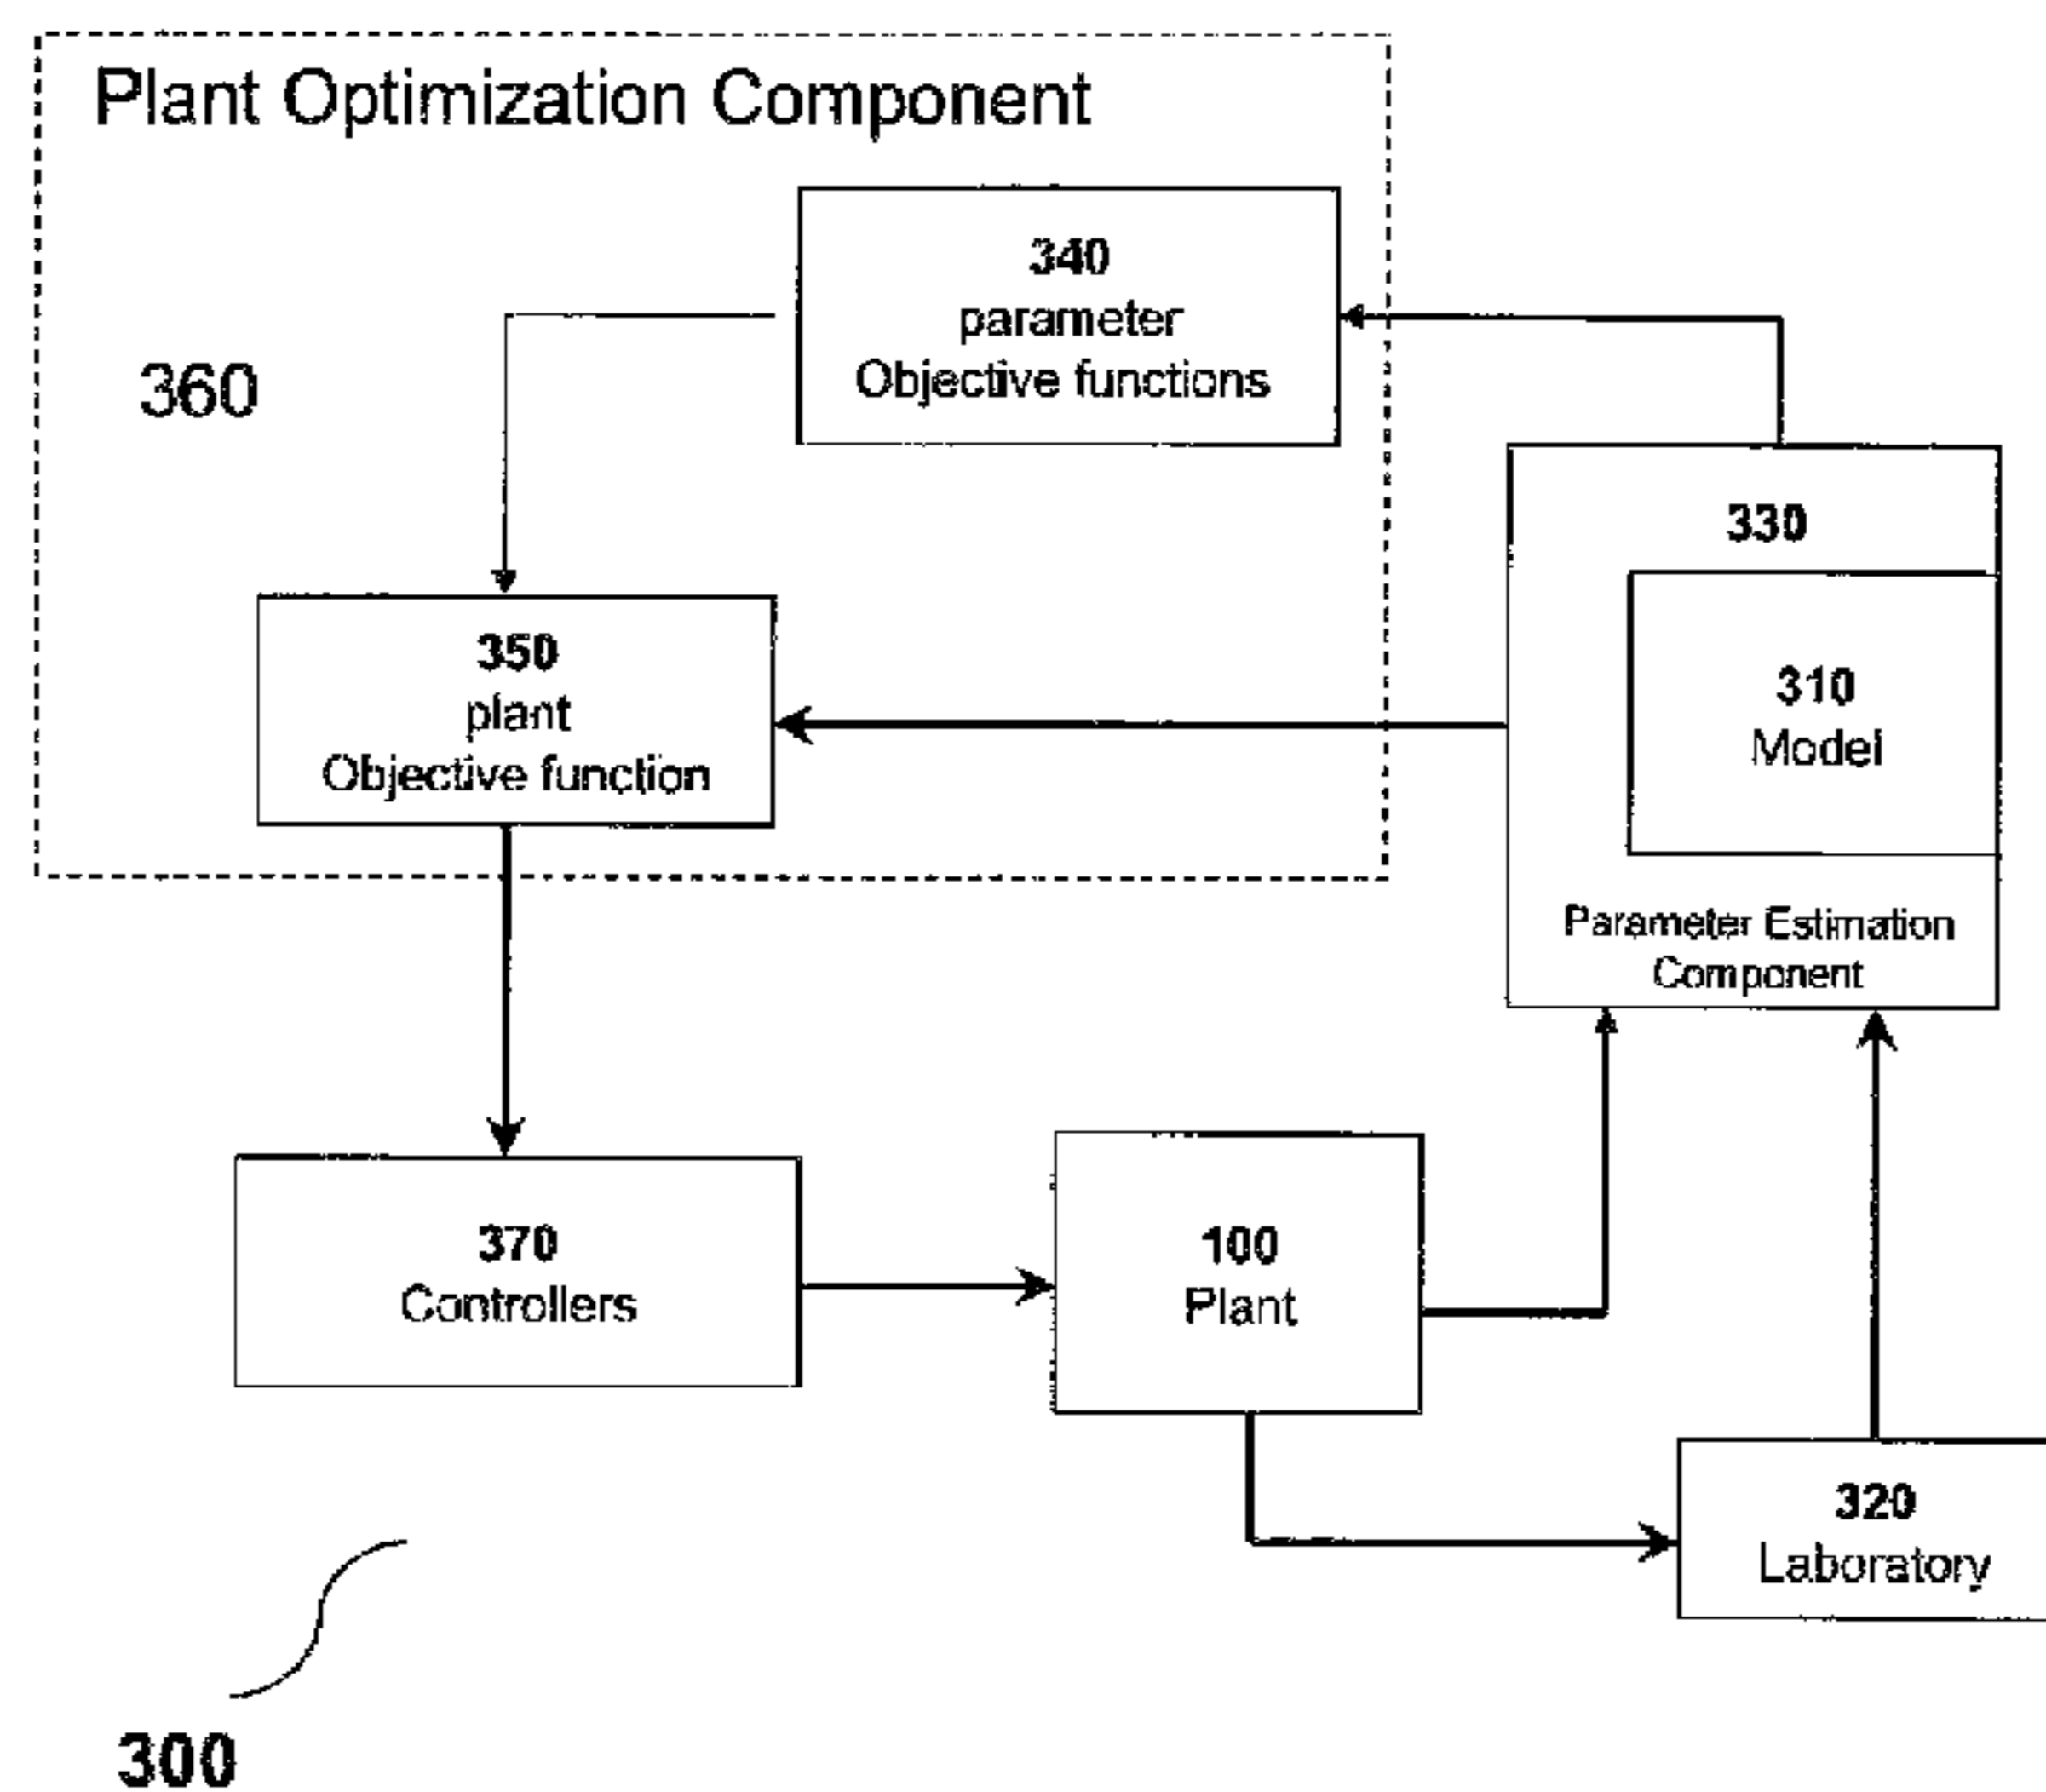 Plant Optimization Component
340
parameter
Objective functions
360
330
350
plant
Objective function
310
Model
Parameter Estimation
Component
370
Controllers
100
Plant
320
Laboratory
300